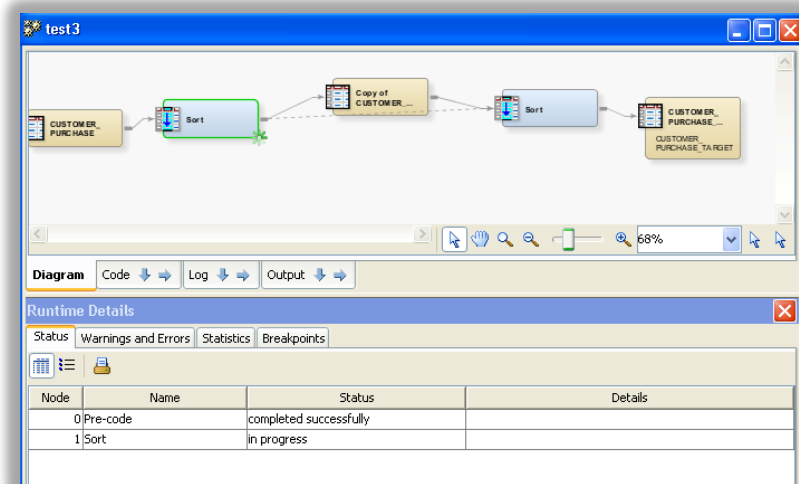 test3
CUSTOMER_
PURCHASE
Sort
Copy of
CUSTOMER_...
Sort
CUSTOMER_
PURCHASE_...
CUSTOMER_
PURCHASE_TARGET
68%
Diagram Code Log Output
Runtime Details
Status Warnings and Errors Statistics Breakpoints
Node Name Status Details
0 Pre-code completed successfully
1 Sort in progress